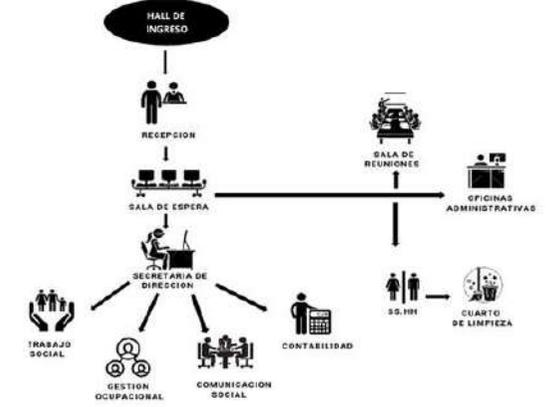 HALL DE
INGRESO
RECEPCION
SALA DE ESPERA
SALA DE
REUNIONES
OFICINAS
ADMINISTRATIVAS
SECRETARIA DE
DIRECCION
SS.HH
CUARTO
DE LIMPIEZA
TRABAJO
SOCIAL
GESTION
OCUPACIONAL
COMUNICACION
SOCIAL
CONTABILIDAD